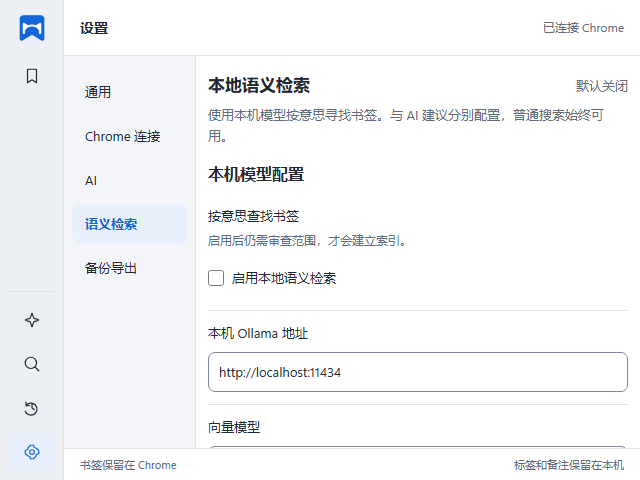 设置
已连接 Chrome
通用
Chrome 连接
AI
语义检索
备份导出
本地语义检索
默认关闭
使用本机模型按意思寻找书签。与 AI 建议分别配置，普通搜索始终可
用。
本机模型配置
按意思查找书签
启用后仍需审查范围，才会建立索引。
启用本地语义检索
本机 Ollama 地址
http://localhost:11434
向量模型
书签保留在 Chrome
标签和备注保留在本机